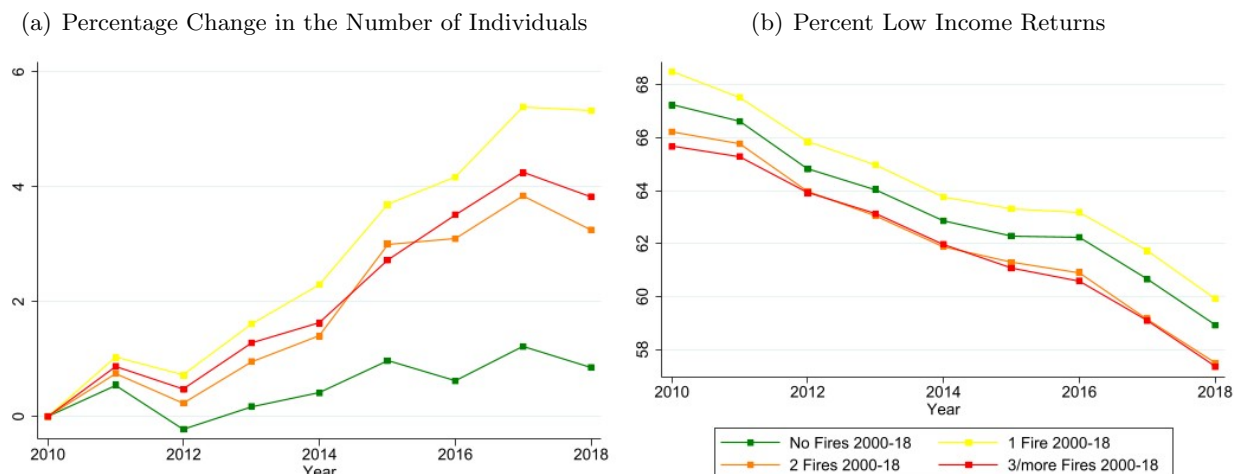 (a) Percentage Change in the Number of Individuals
6
4
2
0
2010 2012 2014 2016 2018
Year
(b) Percent Low Income Returns
68
66
64
62
60
58
2010 2012 2014 2016 2018
Year
No Fires 2000-18 1 Fire 2000-18
2 Fires 2000-18 3/more Fires 2000-18